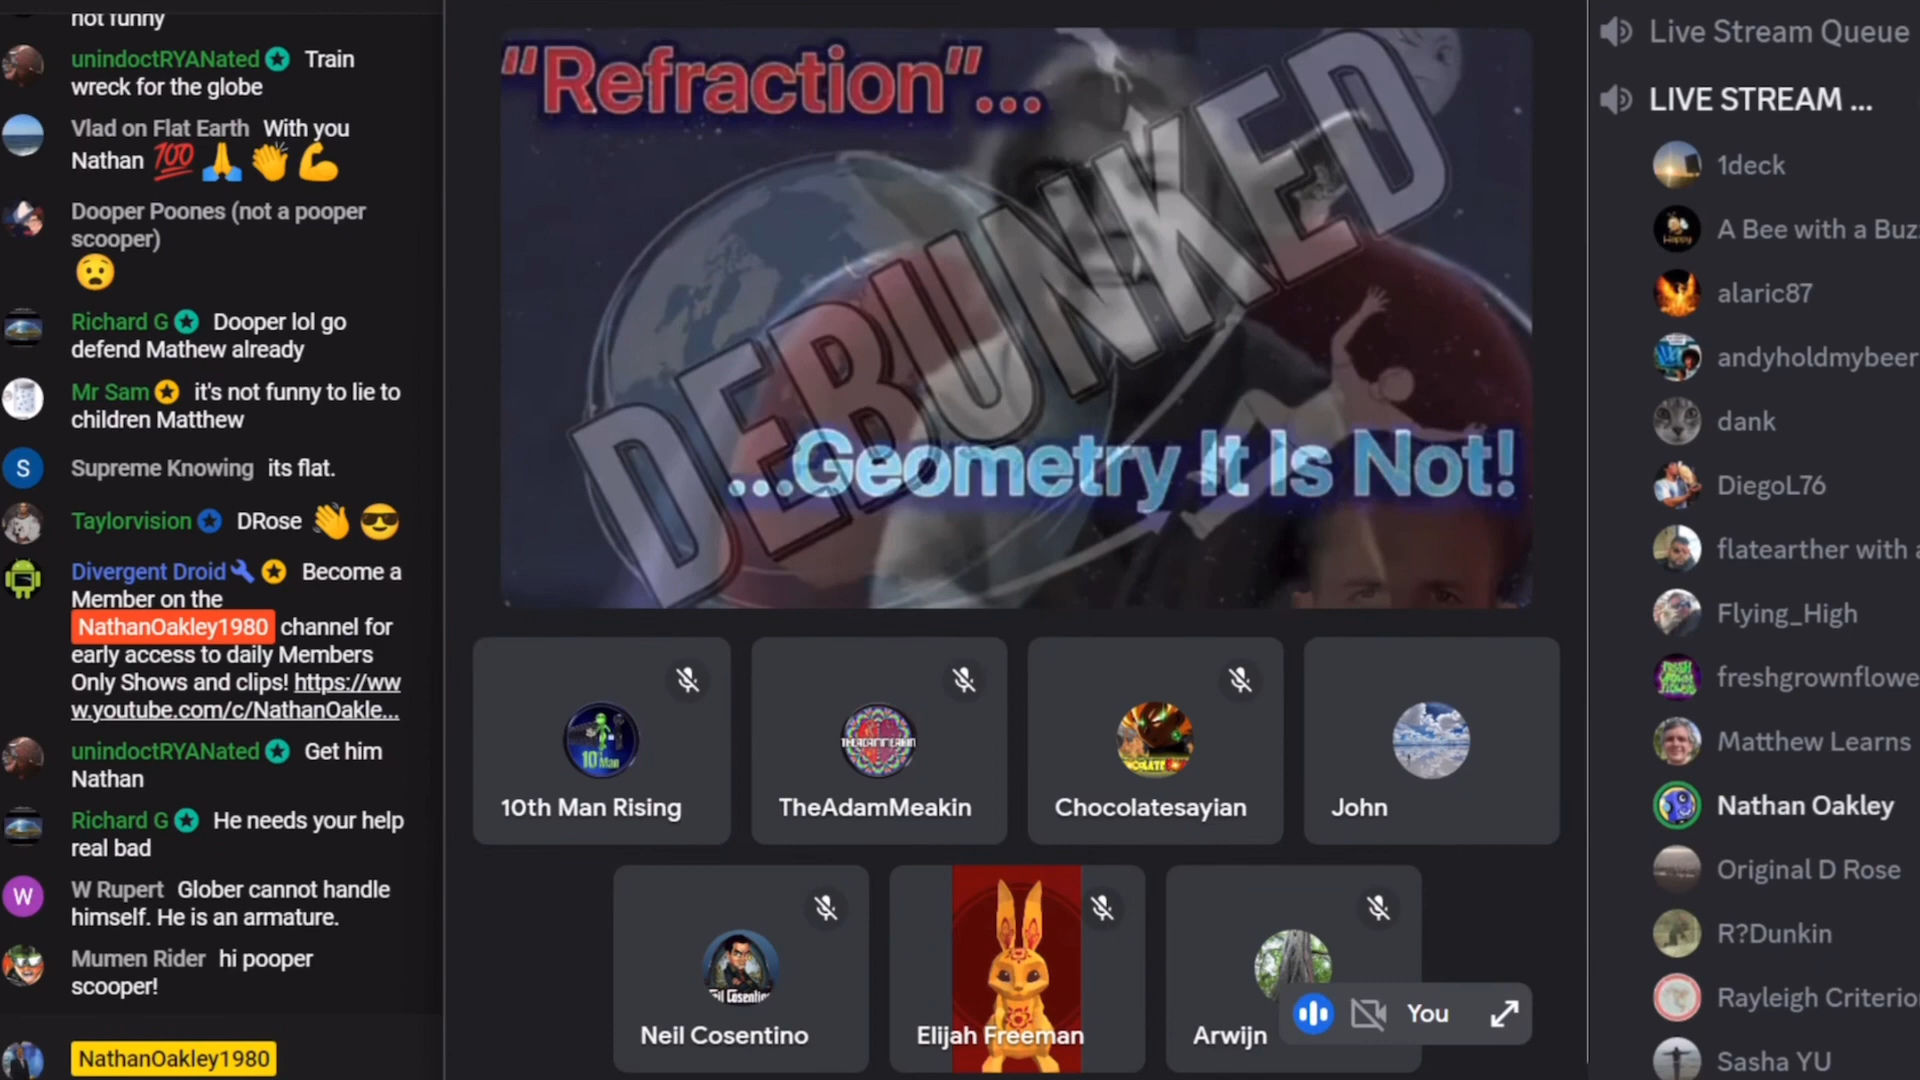 not funny
unindoctRYANated Train
wreck for the globe
Vlad on Flat Earth With you
Nathan 💯🙏👏💪
Dooper Poones (not a pooper
scooper)
😧
Richard G Dooper lol go
defend Mathew already
Mr Sam it's not funny to lie to
children Matthew
S
Supreme Knowing its flat.
Taylorvision DRose 👋😎
Divergent Droid Become a
Member on the
NathanOakley1980 channel for
early access to daily Members
Only Shows and clips! https://ww
w.youtube.com/c/NathanOakle...
unindoctRYANated Get him
Nathan
Richard G He needs your help
real bad
W
W Rupert Glober cannot handle
himself. He is an armature.
Mumen Rider hi pooper
scooper!
NathanOakley1980
"Refraction"...
DEBUNKED
...Geometry It Is Not!
10 Man
10th Man Rising
THEADAMMEAKIN
TheAdamMeakin
Chocolatesayian
John
Neil Cosentino
Elijah Freeman
Arwijn
You
Live Stream Queue
LIVE STREAM ...
1deck
Happy
A Bee with a Buz
alaric87
andyholdmybeer
dank
DiegoL76
flatearther with a
Flying_High
freshgrownflowe
Matthew Learns
Nathan Oakley
Original D Rose
R?Dunkin
Rayleigh Criterio
Sasha YU